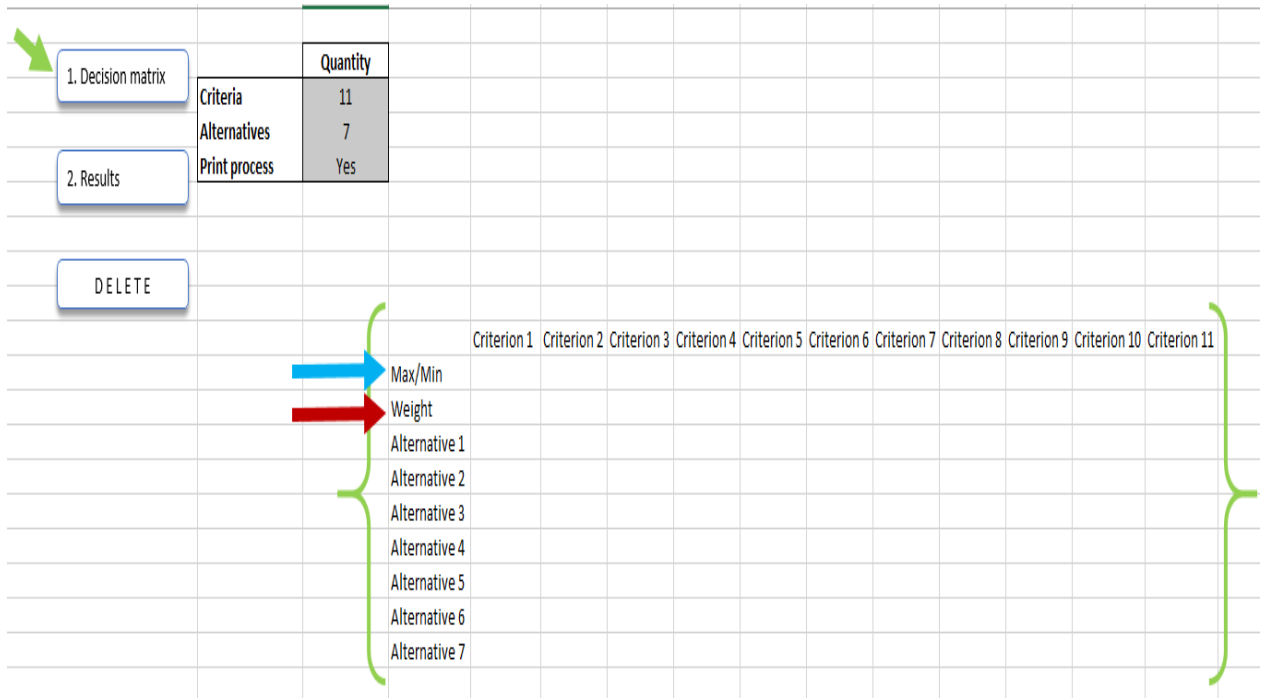 Quantity
1. Decision matrix
Criteria 11
Alternatives 7
Print process Yes
2. Results
DELETE
Criterion 1 Criterion 2 Criterion 3 Criterion 4 Criterion 5 Criterion 6 Criterion 7 Criterion 8 Criterion 9 Criterion 10 Criterion 11
Max/Min
Weight
Alternative 1
Alternative 2
Alternative 3
Alternative 4
Alternative 5
Alternative 6
Alternative 7